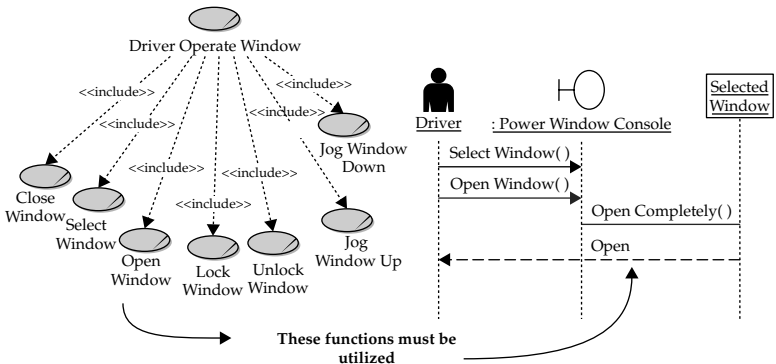 Driver Operate Window
<<include>>
<<include>>
<<include>>
<<include>>
<<include>>
<<include>>
<<include>>
Close
Window
Select
Window
Open
Window
Lock
Window
Unlock
Window
Jog
Window Up
Jog Window
Down
Driver
: Power Window Console
Selected
Window
Select Window( )
Open Window( )
Open Completely( )
Open
These functions must be
utilized